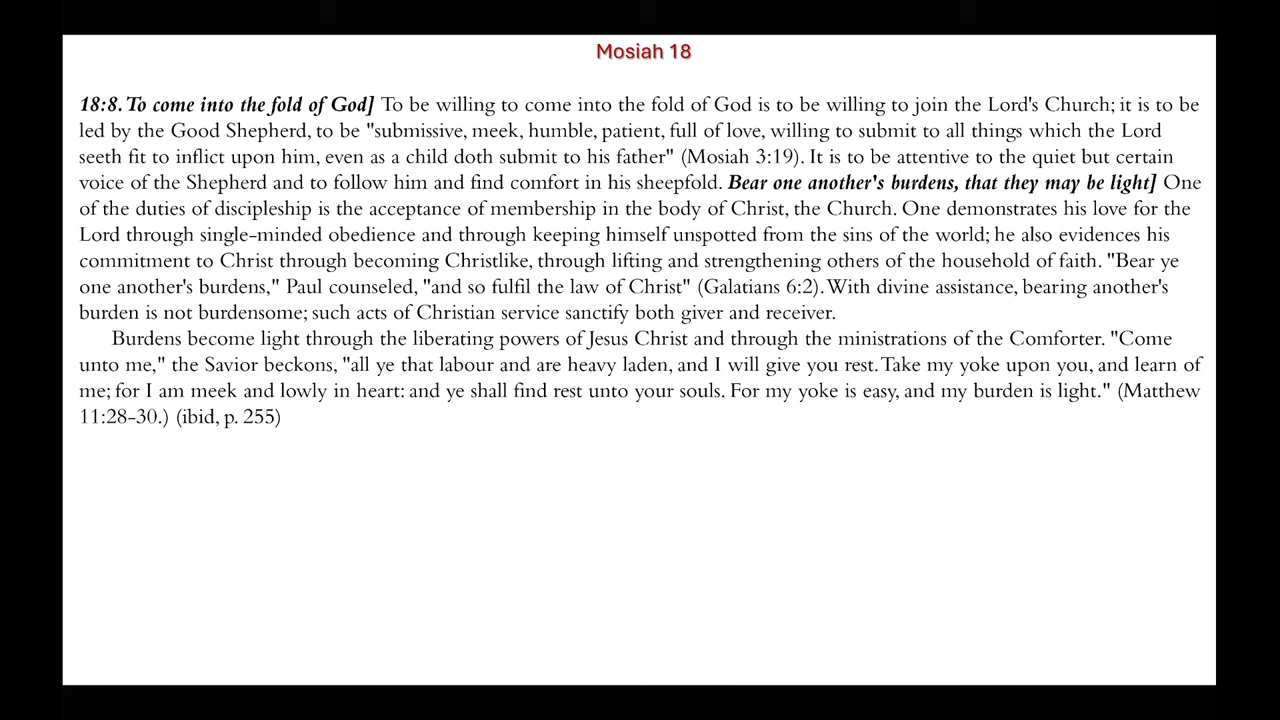 Mosiah 18
18:8. To come into the fold of God] To be willing to come into the fold of God is to be willing to join the Lord's Church; it is to be
led by the Good Shepherd, to be "submissive, meek, humble, patient, full of love, willing to submit to all things which the Lord
seeth fit to inflict upon him, even as a child doth submit to his father" (Mosiah 3:19). It is to be attentive to the quiet but certain
voice of the Shepherd and to follow him and find comfort in his sheepfold. Bear one another's burdens, that they may be light] One
of the duties of discipleship is the acceptance of membership in the body of Christ, the Church. One demonstrates his love for the
Lord through single-minded obedience and through keeping himself unspotted from the sins of the world; he also evidences his
commitment to Christ through becoming Christlike, through lifting and strengthening others of the household of faith. "Bear ye
one another's burdens," Paul counseled, "and so fulfil the law of Christ" (Galatians 6:2). With divine assistance, bearing another's
burden is not burdensome; such acts of Christian service sanctify both giver and receiver.
Burdens become light through the liberating powers of Jesus Christ and through the ministrations of the Comforter. "Come
unto me," the Savior beckons, "all ye that labour and are heavy laden, and I will give you rest. Take my yoke upon you, and learn of
me; for I am meek and lowly in heart: and ye shall find rest unto your souls. For my yoke is easy, and my burden is light." (Matthew
11:28-30.) (ibid, p. 255)